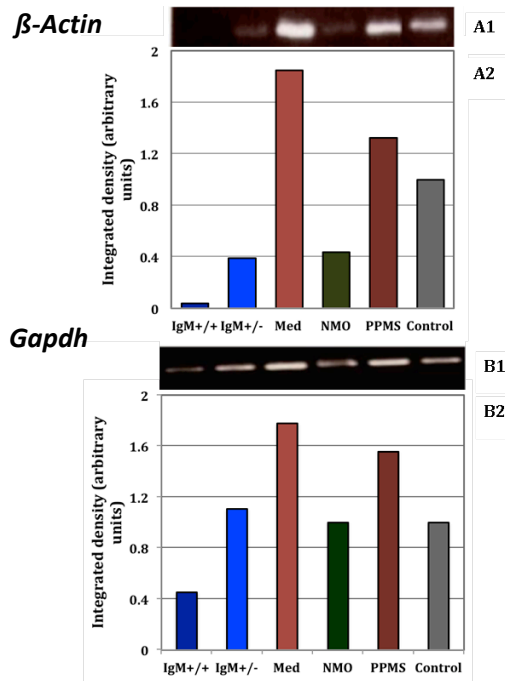 ß-Actin
A1
A2
Integrated density (arbitrary
units)
2
1.6
1.2
0.8
0.4
0
IgM+/+ IgM+/- Med NMO PPMS Control
Gapdh
B1
B2
Integrated density (arbitrary
units)
2
1.6
1.2
0.8
0.4
0
IgM+/+ IgM+/- Med NMO PPMS Control